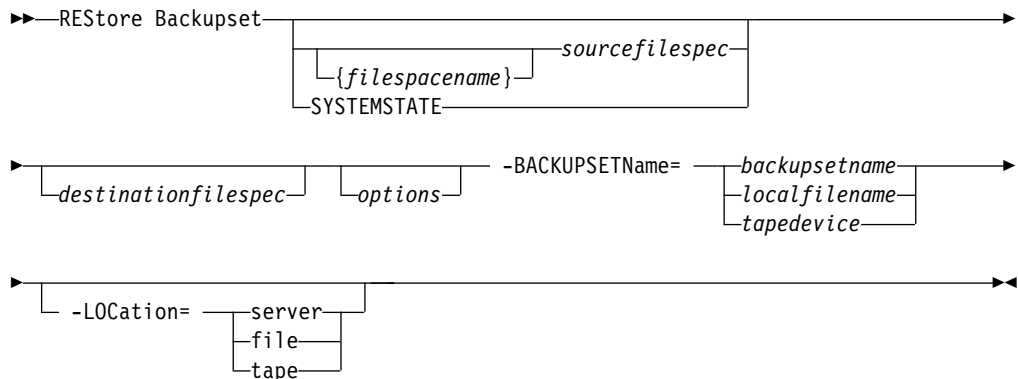 REStore Backupset
sourcefilespec
{filespacename}
SYSTEMSTATE
-BACKUPSETName= backupsetname
destinationfilespec options localfilename
tapedevice
-LOCation= server
file
tape